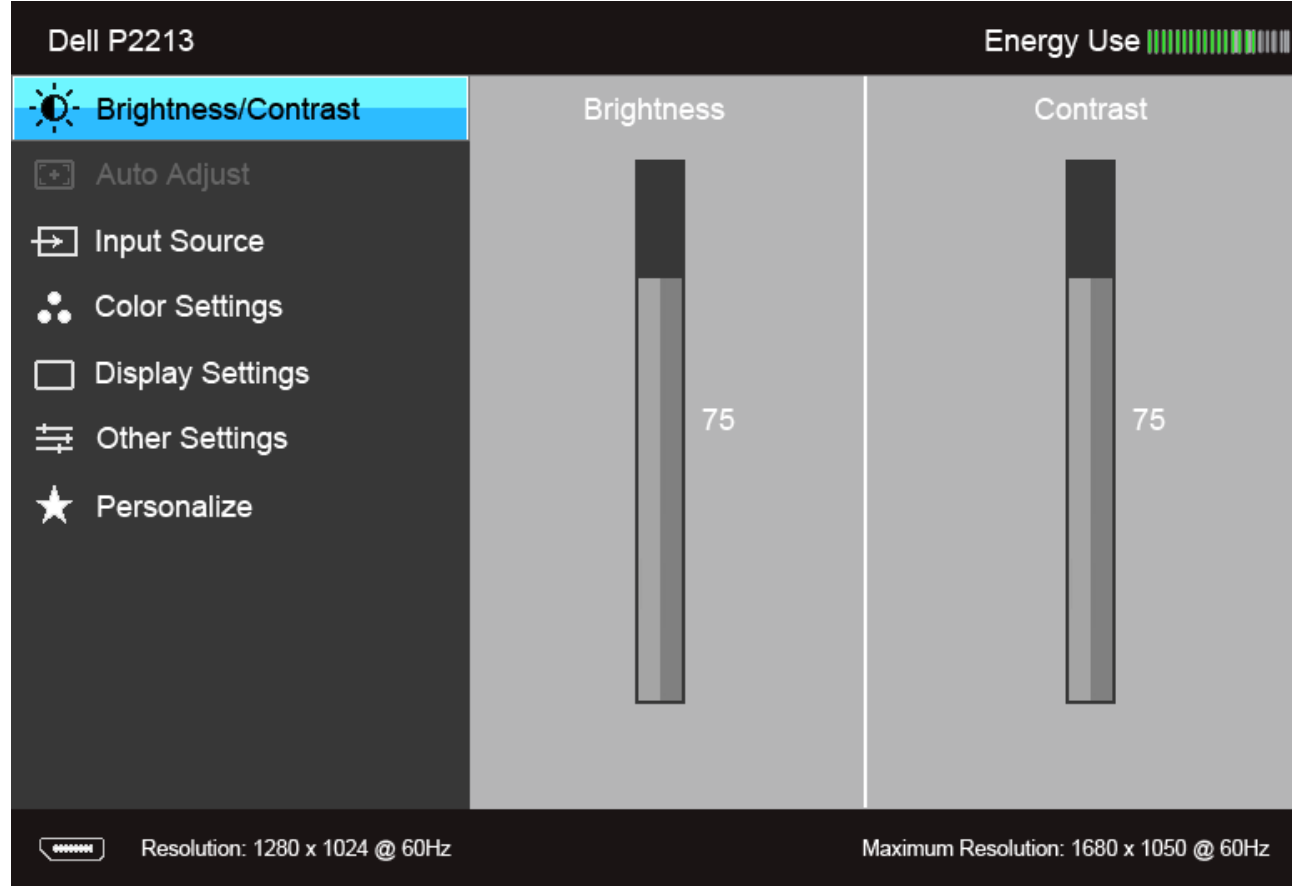 Dell P2213
Energy Use
Brightness/Contrast
Auto Adjust
Input Source
Color Settings
Display Settings
Other Settings
Personalize
Brightness
75
Contrast
75
Resolution: 1280 x 1024 @ 60Hz
Maximum Resolution: 1680 x 1050 @ 60Hz